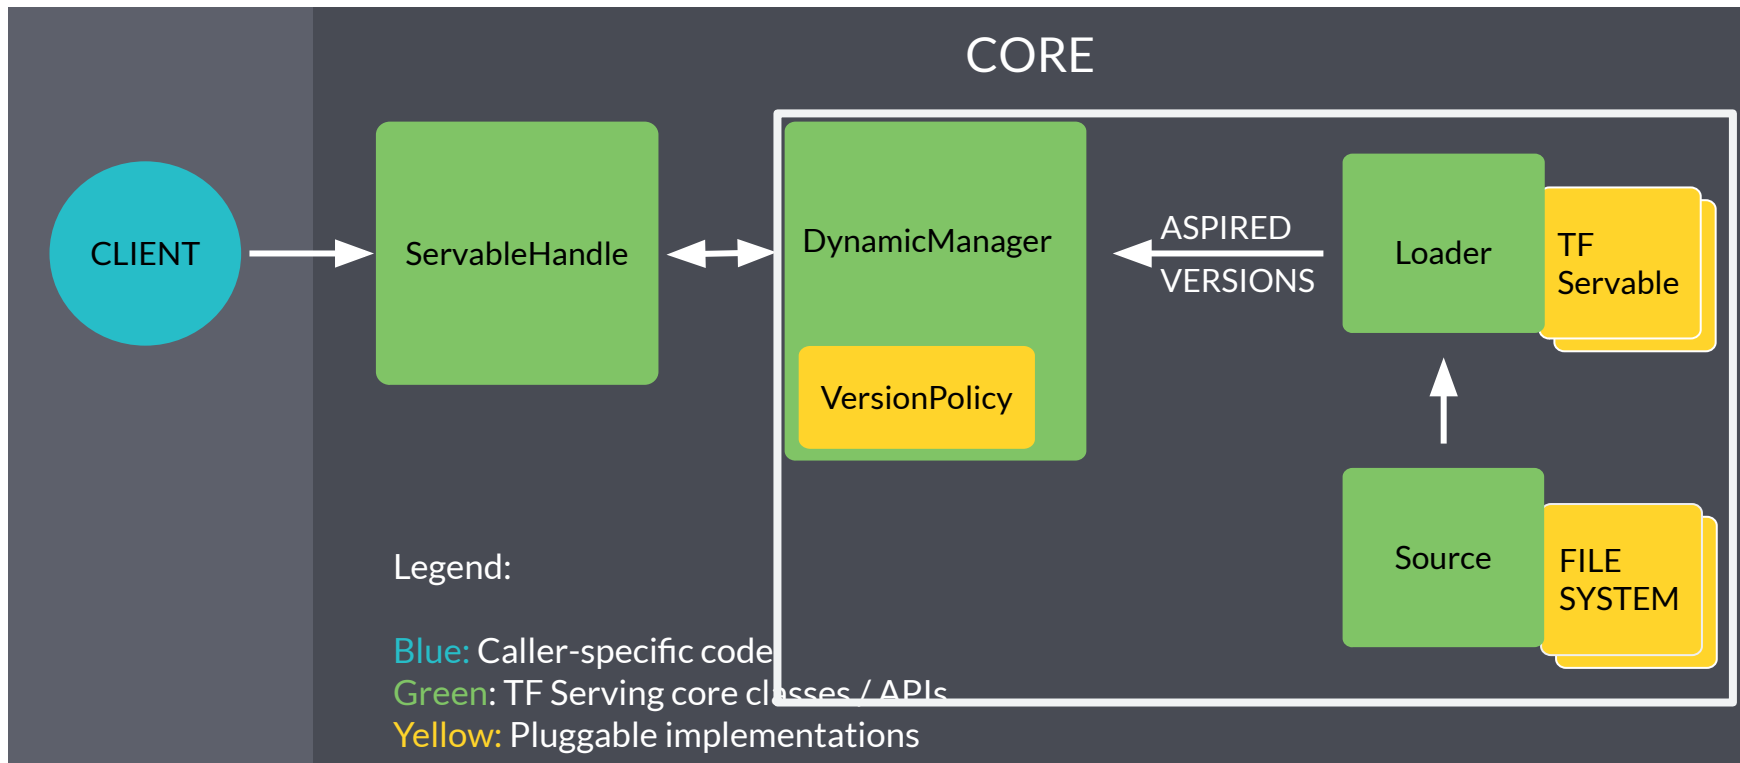 CORE
CLIENT
ServableHandle
DynamicManager
VersionPolicy
ASPIRED
VERSIONS
Loader
TF
Servable
Source
FILE
SYSTEM
Legend:
Blue: Caller-specific code
Green: TF Serving core classes / APIs
Yellow: Pluggable implementations